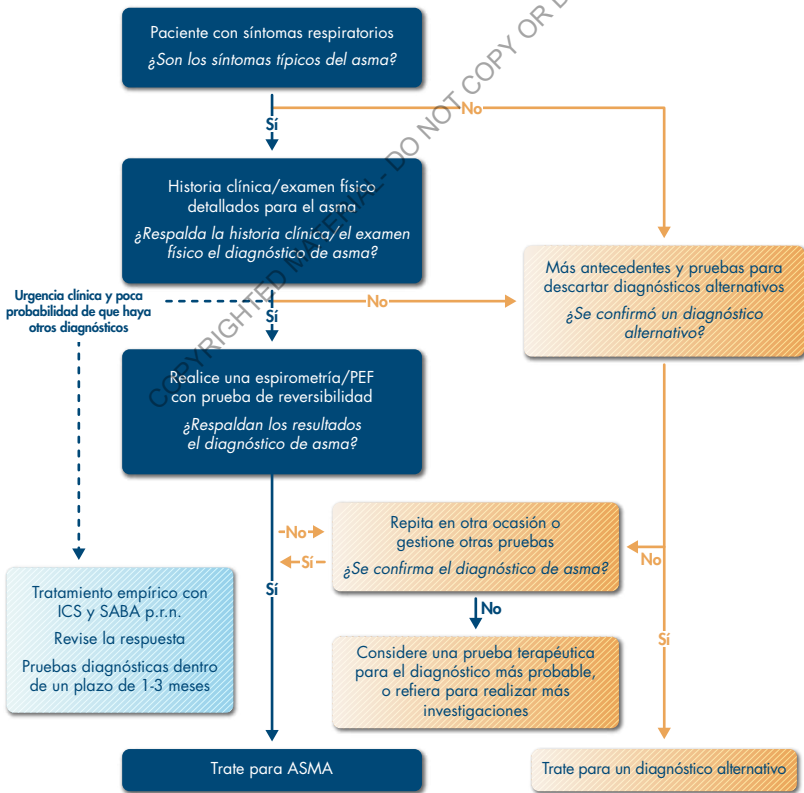 Paciente con síntomas respiratorios
¿Son los síntomas típicos del asma?
No
Sí
Historia clínica/examen físico
detallados para el asma
¿Respalda la historia clínica/el examen
físico el diagnóstico de asma?
Más antecedentes y pruebas para
descartar diagnósticos alternativos
¿Se confirmó un diagnóstico
alternativo?
Urgencia clínica y poca
probabilidad de que haya
otros diagnósticos
No
Sí
Realice una espirometría/PEF
con prueba de reversibilidad
¿Respaldan los resultados
el diagnóstico de asma?
No
Sí
Repita en otra ocasión o
gestione otras pruebas
¿Se confirma el diagnóstico de asma?
No
Sí
No
Sí
Tratamiento empírico con
ICS y SABA p.r.n.
Revise la respuesta
Pruebas diagnósticas dentro
de un plazo de 1-3 meses
Considere una prueba terapéutica
para el diagnóstico más probable,
o refiera para realizar más
investigaciones
Trate para ASMA
Trate para un diagnóstico alternativo
COPYRIGHTED MATERIAL- DO NOT COPY OR